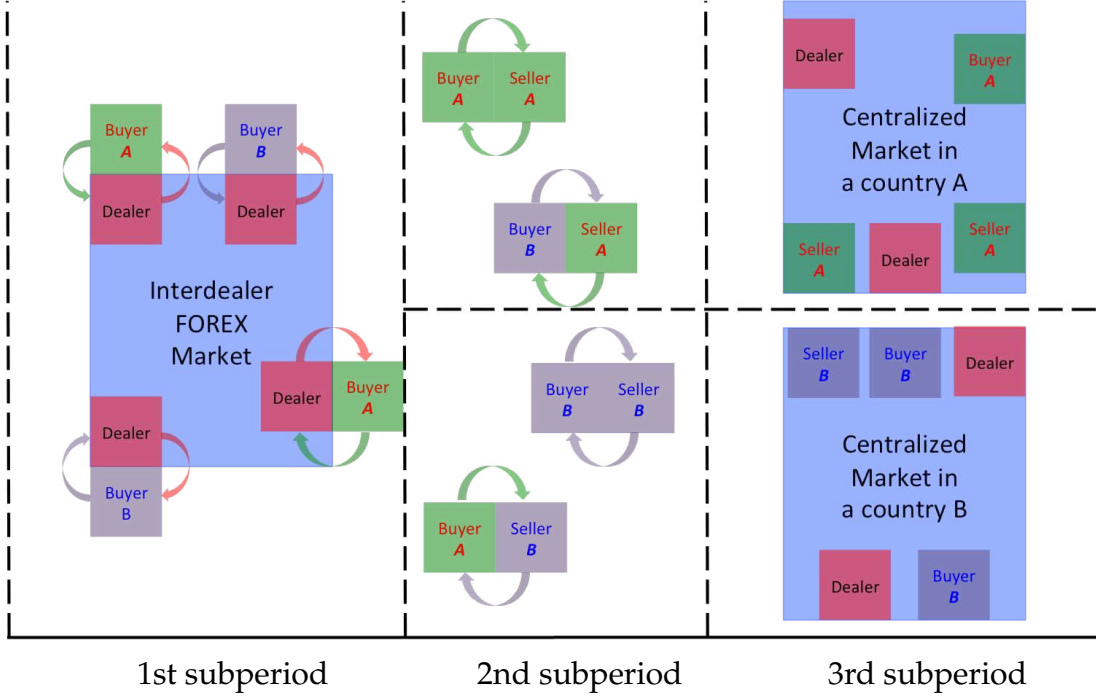 Buyer
A
Dealer
Buyer
B
Dealer
Interdealer
FOREX
Market
Dealer
Buyer
A
Dealer
Buyer
B
Buyer
A
Seller
A
Buyer
B
Seller
A
Buyer
B
Seller
B
Buyer
A
Seller
B
Dealer
Buyer
A
Centralized
Market in
a country A
Seller
A
Dealer
Seller
A
Seller
B
Buyer
B
Dealer
Centralized
Market in
a country B
Dealer
Buyer
B
1st subperiod
2nd subperiod
3rd subperiod